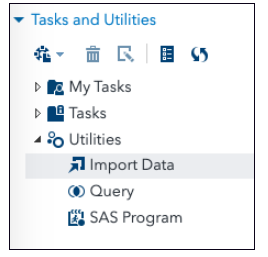 Tasks and Utilities
My Tasks
Tasks
Utilities
Import Data
Query
SAS Program